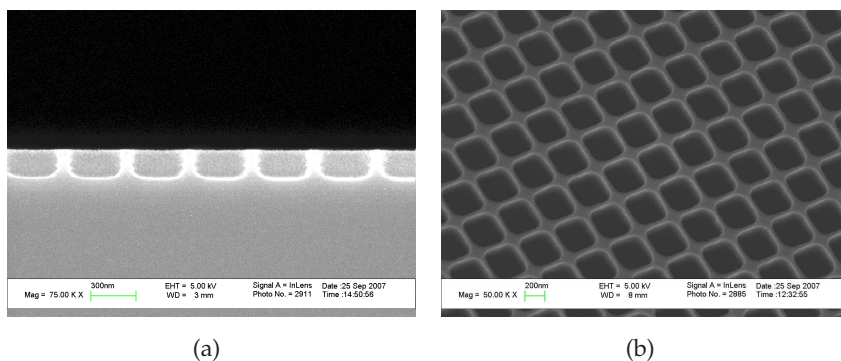 300nm
Mag = 75.00 K X
EHT = 5.00 kV
WD = 3 mm
Signal A = InLens
Photo No. = 2911
Date :25 Sep 2007
Time :14:50:56
200nm
Mag = 50.00 K X
EHT = 5.00 kV
WD = 8 mm
Signal A = InLens
Photo No. = 2885
Date :25 Sep 2007
Time :12:32:55
(a)
(b)